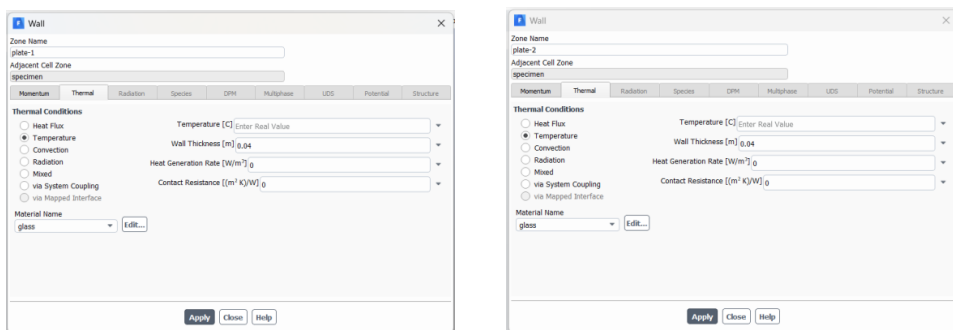 Wall
Zone Name
plate-1
Adjacent Cell Zone
specimen
Momentum Thermal Radiation Species DPM Multiphase UDS Potential Structure
Thermal Conditions
Heat Flux
Temperature
Convection
Radiation
Mixed
via System Coupling
via Mapped Interface
Temperature [C] Enter Real Value
Wall Thickness [m] 0.04
Heat Generation Rate [W/m³] 0
Contact Resistance [(m² K)/W] 0
Material Name
glass Edit...
Apply Close Help
Wall
Zone Name
plate-2
Adjacent Cell Zone
specimen
Momentum Thermal Radiation Species DPM Multiphase UDS Potential Structure
Thermal Conditions
Heat Flux
Temperature
Convection
Radiation
Mixed
via System Coupling
via Mapped Interface
Temperature [C] Enter Real Value
Wall Thickness [m] 0.04
Heat Generation Rate [W/m³] 0
Contact Resistance [(m² K)/W] 0
Material Name
glass Edit...
Apply Close Help